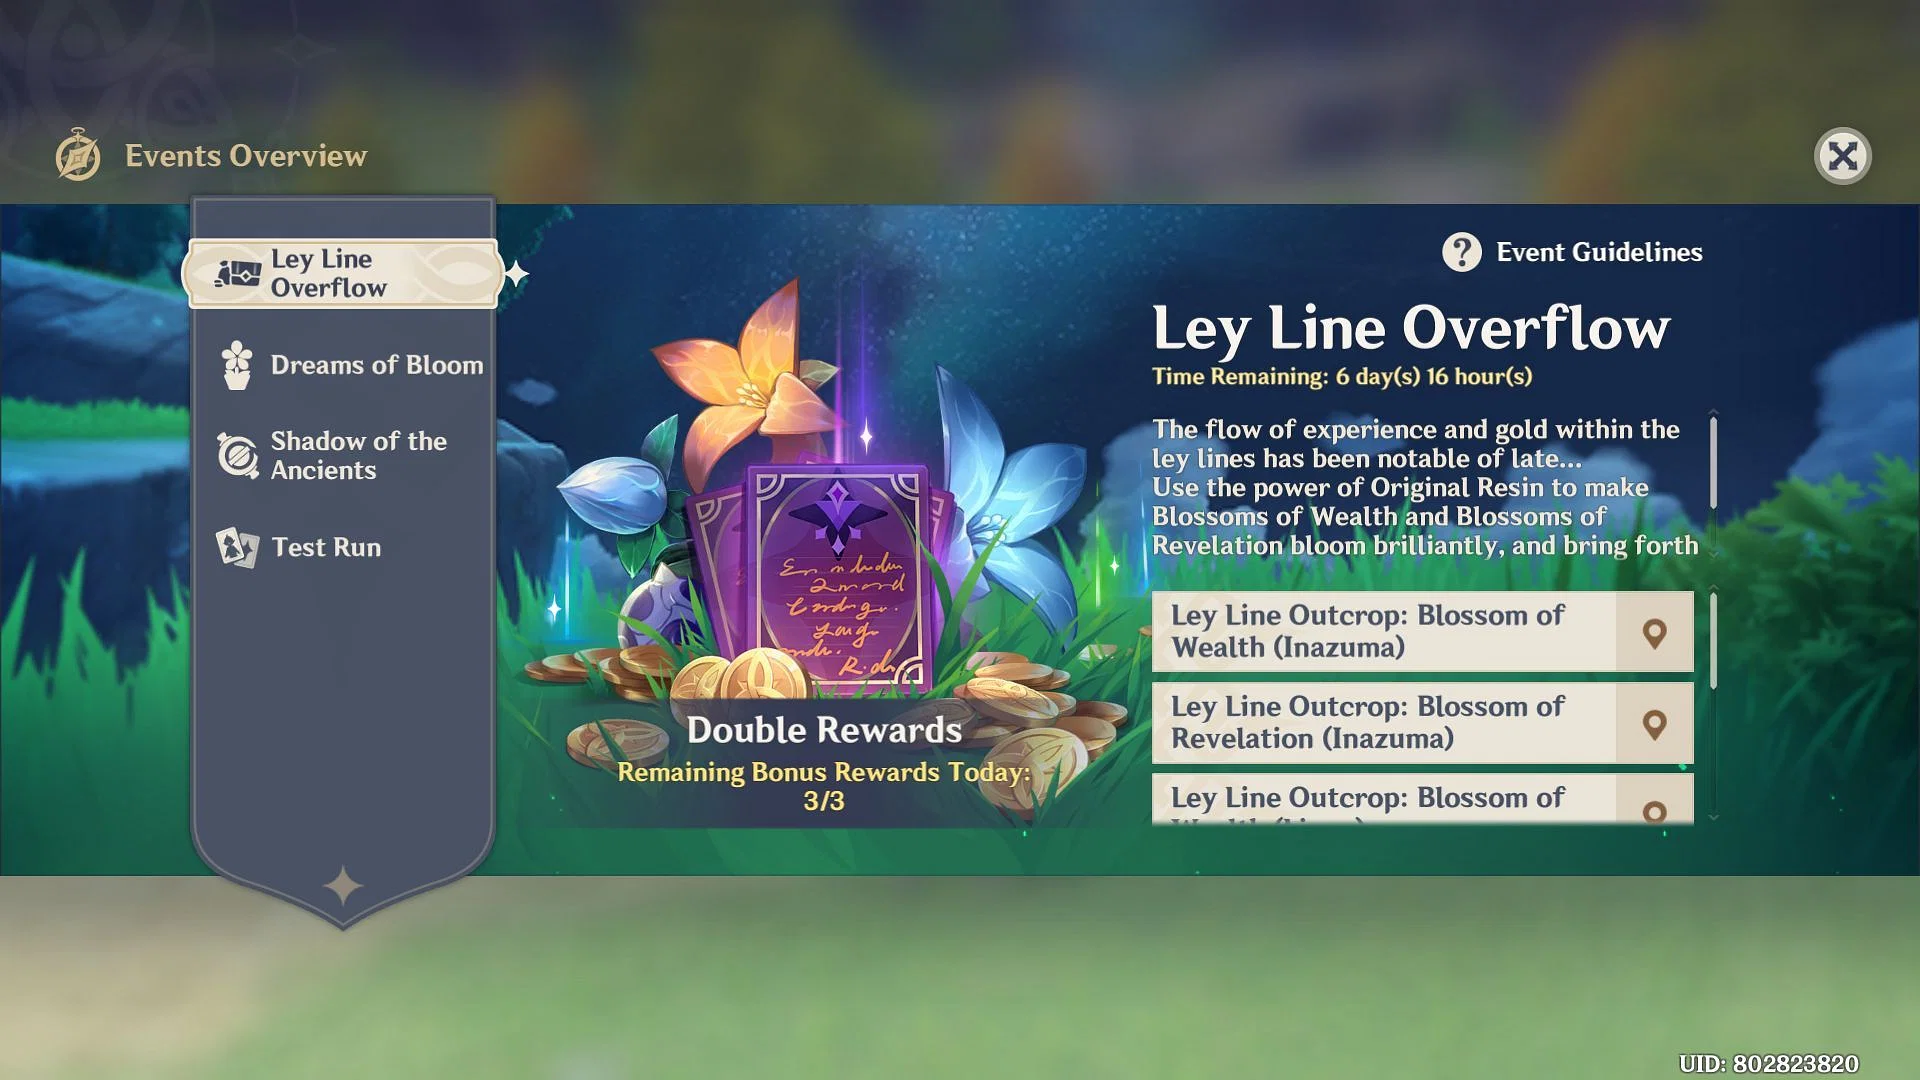 Events Overview
Ley Line
Overflow
Dreams of Bloom
Shadow of the
Ancients
Test Run
Event Guidelines
Ley Line Overflow
Time Remaining: 6 day(s) 16 hour(s)
The flow of experience and gold within the
ley lines has been notable of late...
Use the power of Original Resin to make
Blossoms of Wealth and Blossoms of
Revelation bloom brilliantly, and bring forth
Ley Line Outcrop: Blossom of
Wealth (Inazuma)
Ley Line Outcrop: Blossom of
Revelation (Inazuma)
Ley Line Outcrop: Blossom of
Double Rewards
Remaining Bonus Rewards Today:
3/3
UID: 802823820